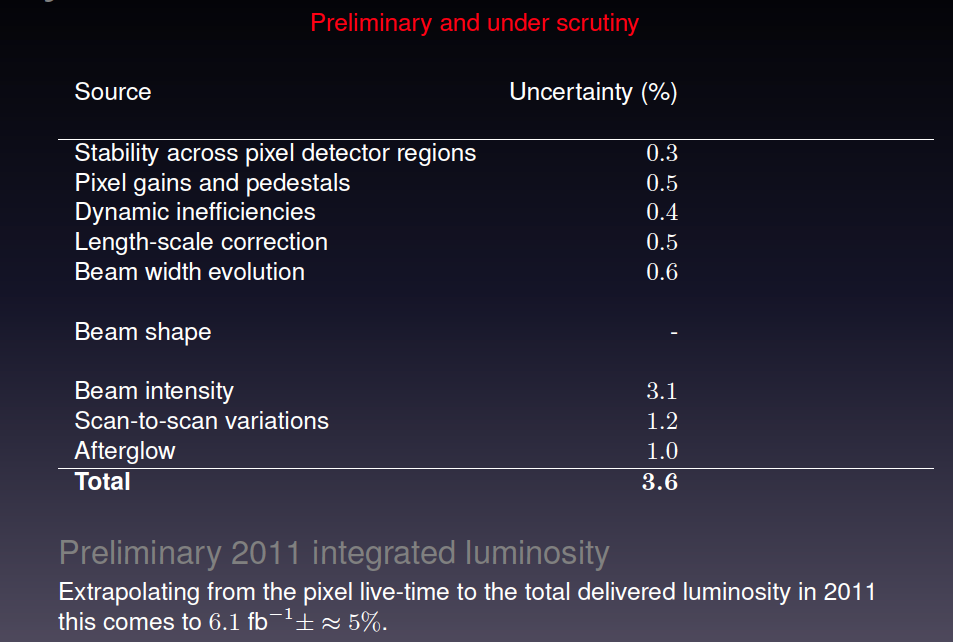 Preliminary and under scrutiny
Source Uncertainty (%)
Stability across pixel detector regions 0.3
Pixel gains and pedestals 0.5
Dynamic inefficiencies 0.4
Length-scale correction 0.5
Beam width evolution 0.6
Beam shape -
Beam intensity 3.1
Scan-to-scan variations 1.2
Afterglow 1.0
Total 3.6
Preliminary 2011 integrated luminosity
Extrapolating from the pixel live-time to the total delivered luminosity in 2011
this comes to 6.1 fb⁻¹± ≈ 5%.